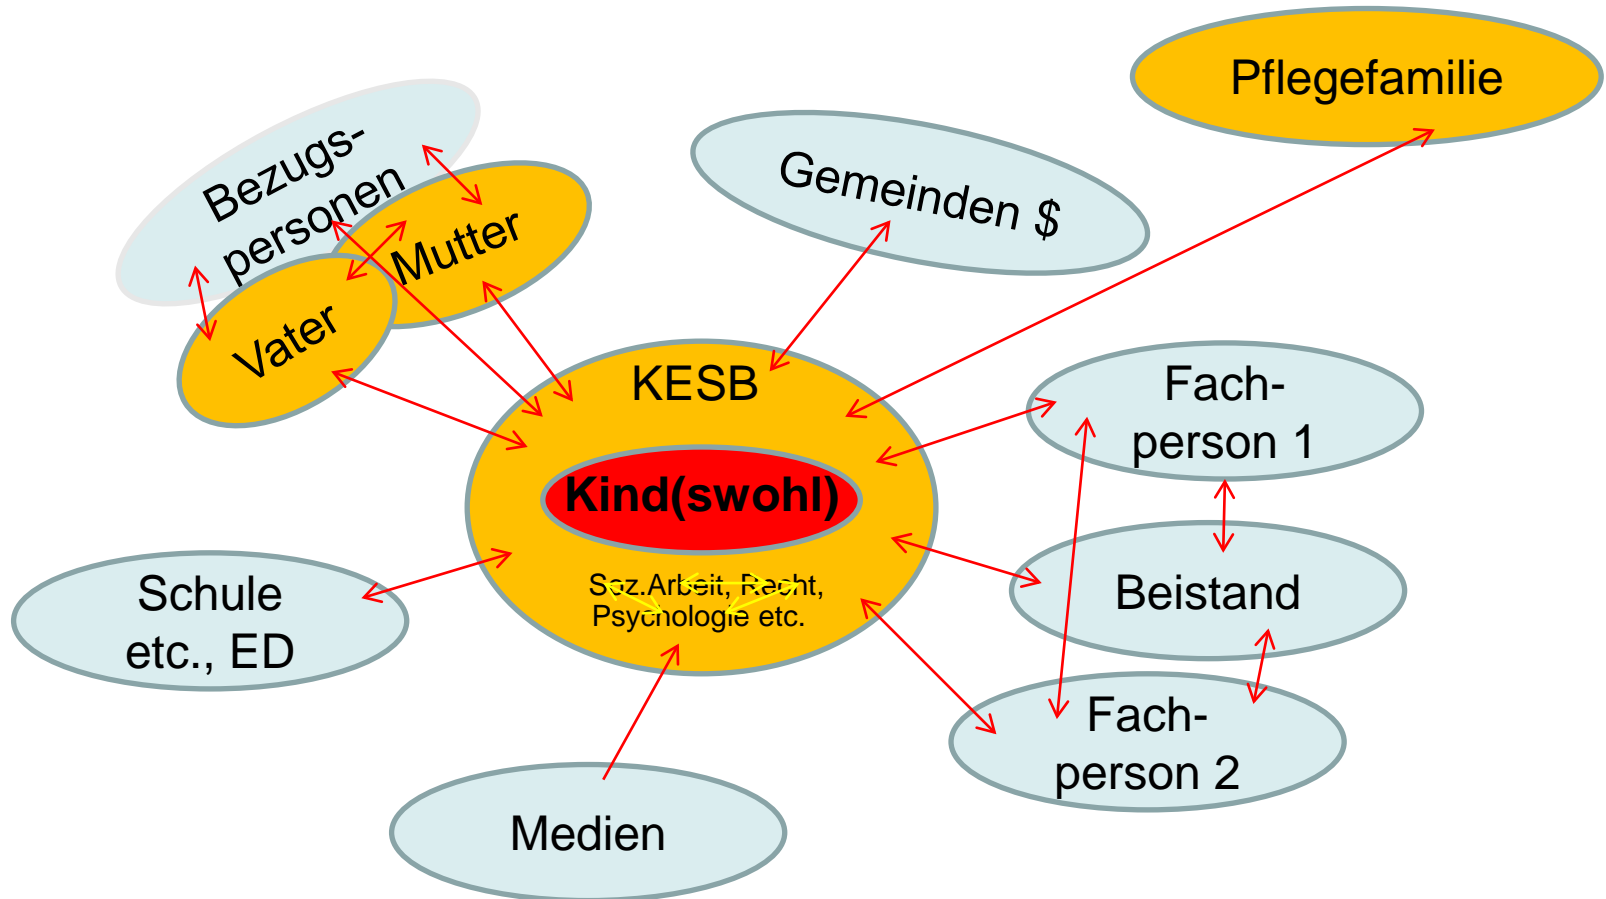 Pflegefamilie
Bezugs-
personen
Mutter
Vater
Gemeinden $
KESB
Kind(swohl)
Soz.Arbeit, Recht,
Psychologie etc.
Fach-
person 1
Beistand
Fach-
person 2
Schule
etc., ED
Medien